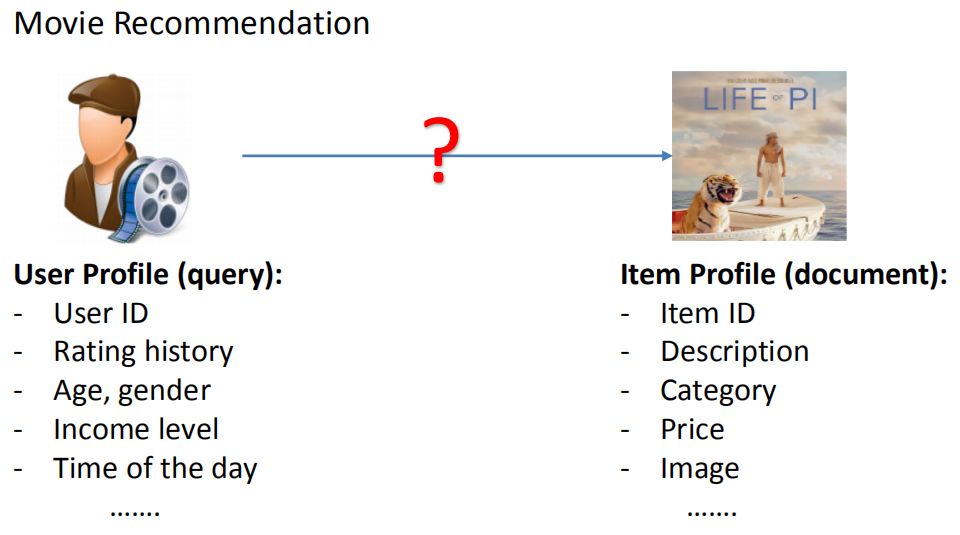 Movie Recommendation
LIFE OF PI
?
User Profile (query):
- User ID
- Rating history
- Age, gender
- Income level
- Time of the day
.......
Item Profile (document):
- Item ID
- Description
- Category
- Price
- Image
.......